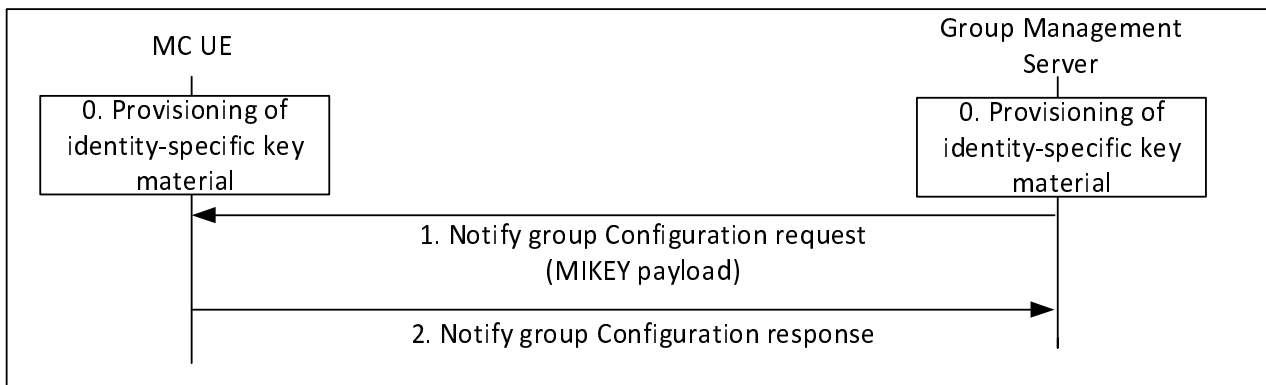 MC UE
Group Management
Server
0. Provisioning of
identity-specific key
material
0. Provisioning of
identity-specific key
material
1. Notify group Configuration request
(MIKEY payload)
2. Notify group Configuration response